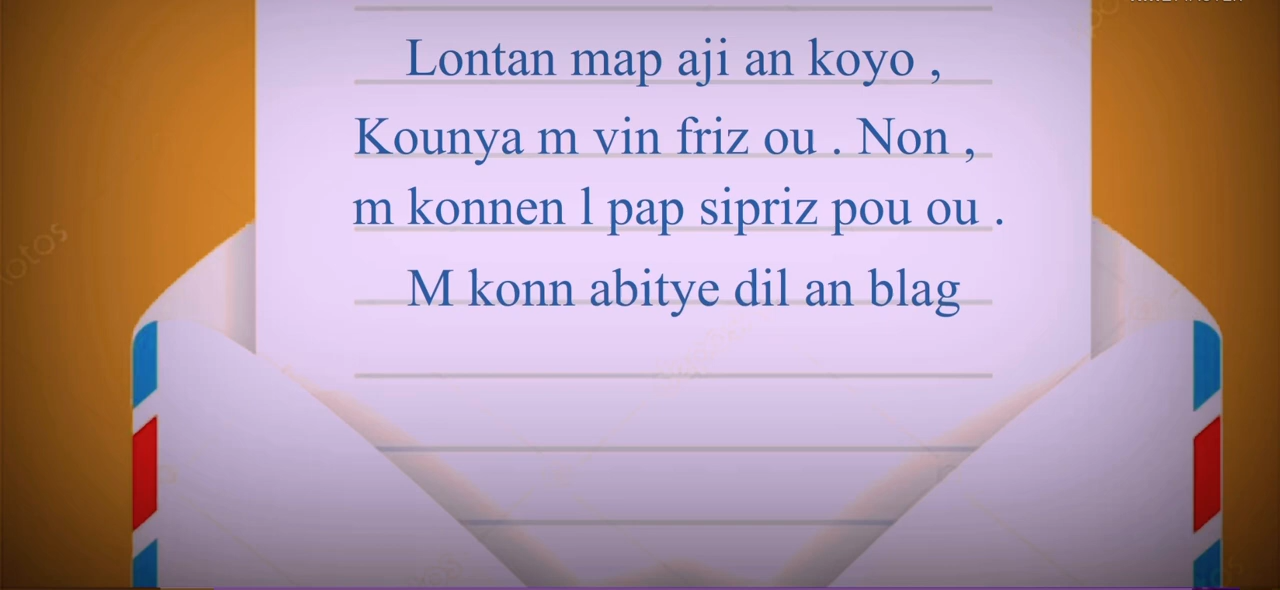 Lontan map aji an koyo ,
Kounya m vin friz ou . Non ,
m konnen l pap sipriz pou ou .
M konn abitye dil an blag